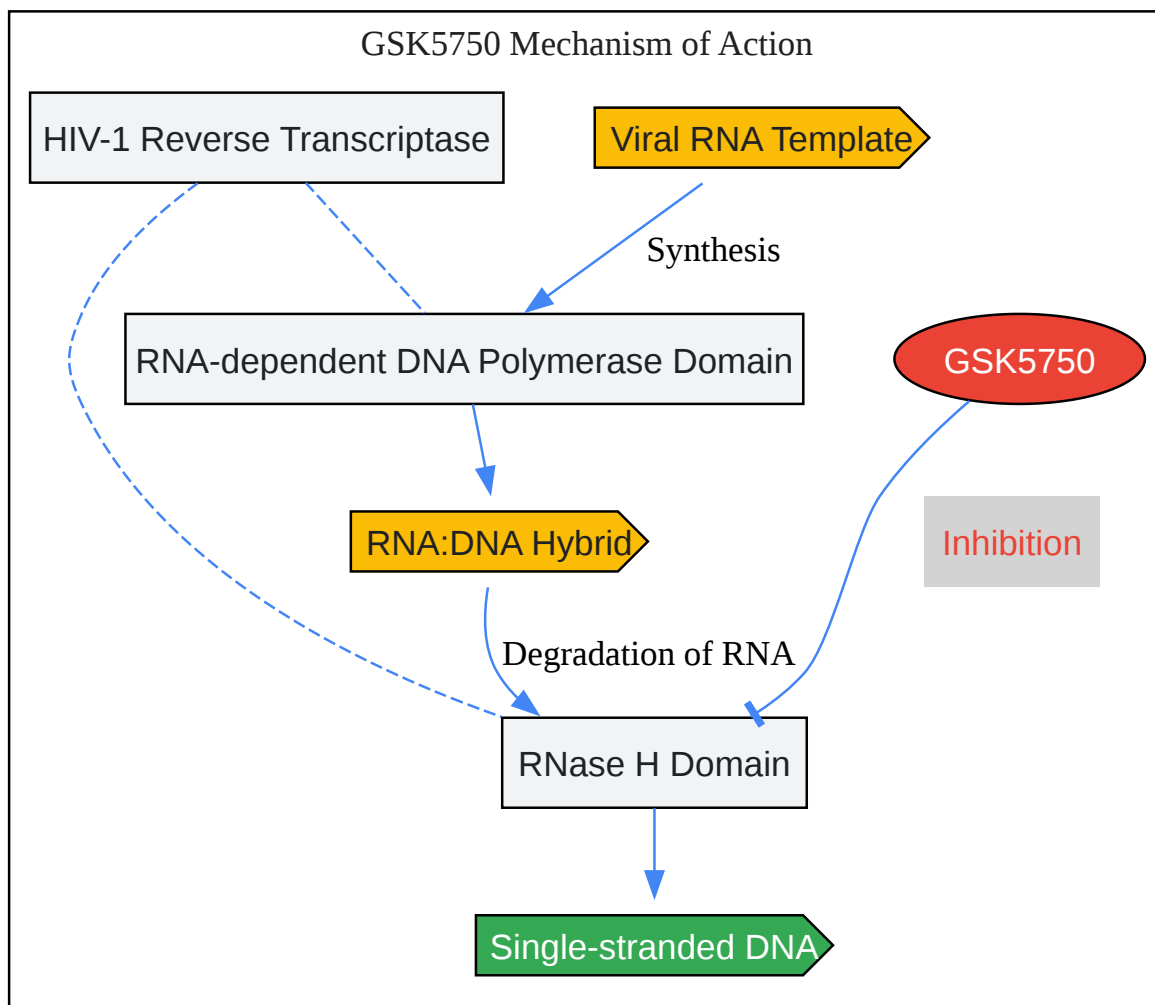 GSK5750 Mechanism of Action
HIV-1 Reverse Transcriptase
Viral RNA Template
Synthesis
RNA-dependent DNA Polymerase Domain
GSK5750
RNA:DNA Hybrid
Inhibition
Degradation of RNA
RNase H Domain
Single-stranded DNA